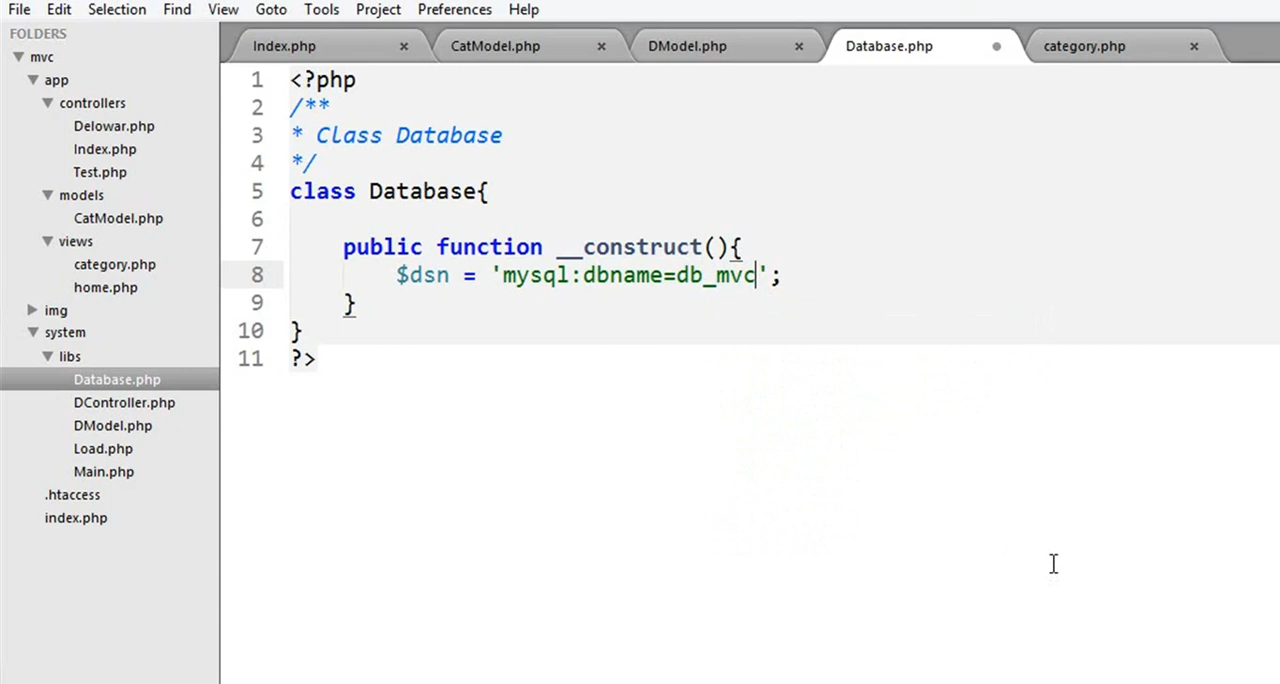 File Edit Selection Find View Goto Tools Project Preferences Help
FOLDERS
mvc
app
controllers
Delowar.php
Index.php
Test.php
models
CatModel.php
views
category.php
home.php
img
system
libs
Database.php
DController.php
DModel.php
Load.php
Main.php
.htaccess
index.php
Index.php × CatModel.php × DModel.php × Database.php category.php ×
1 <?php
2 /**
3 * Class Database
4 */
5 class Database{
6
7 public function __construct(){
8 $dsn = 'mysql:dbname=db_mvc';
9 }
10 }
11 ?>